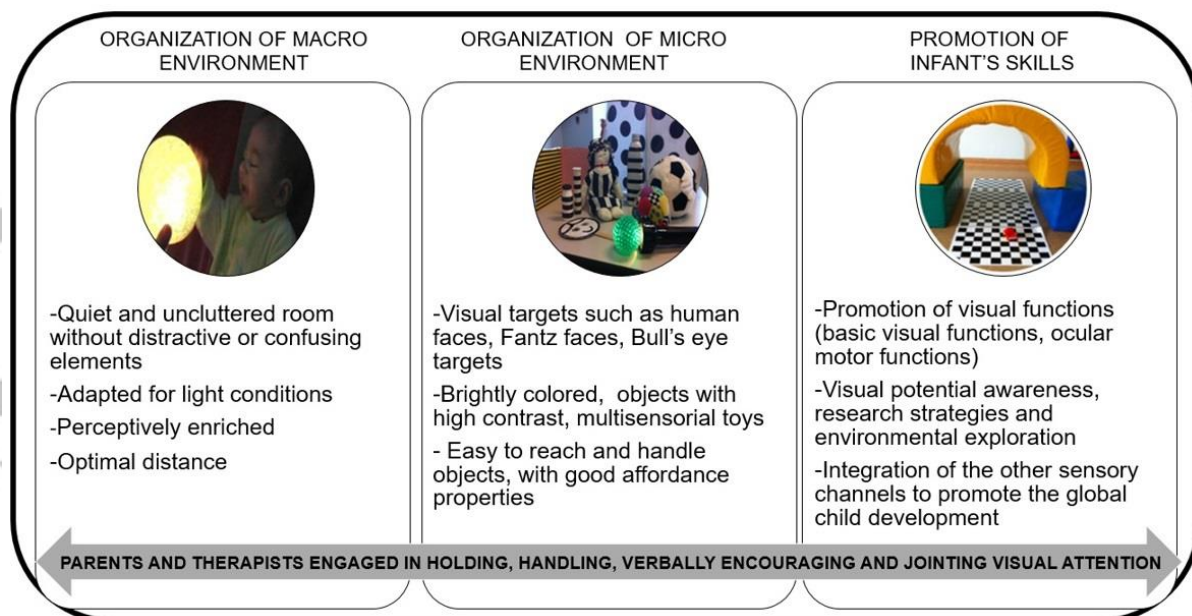 ORGANIZATION OF MACRO
ENVIRONMENT
-Quiet and uncluttered room
without distractive or confusing
elements
-Adapted for light conditions
-Perceptively enriched
-Optimal distance
ORGANIZATION OF MICRO
ENVIRONMENT
-Visual targets such as human
faces, Fantz faces, Bull's eye
targets
-Brightly colored, objects with
high contrast, multisensorial toys
- Easy to reach and handle
objects, with good affordance
properties
PROMOTION OF
INFANT'S SKILLS
-Promotion of visual functions
(basic visual functions, ocular
motor functions)
-Visual potential awareness,
research strategies and
environmental exploration
-Integration of the other sensory
channels to promote the global
child development
PARENTS AND THERAPISTS ENGAGED IN HOLDING, HANDLING, VERBALLY ENCOURAGING AND JOINTING VISUAL ATTENTION